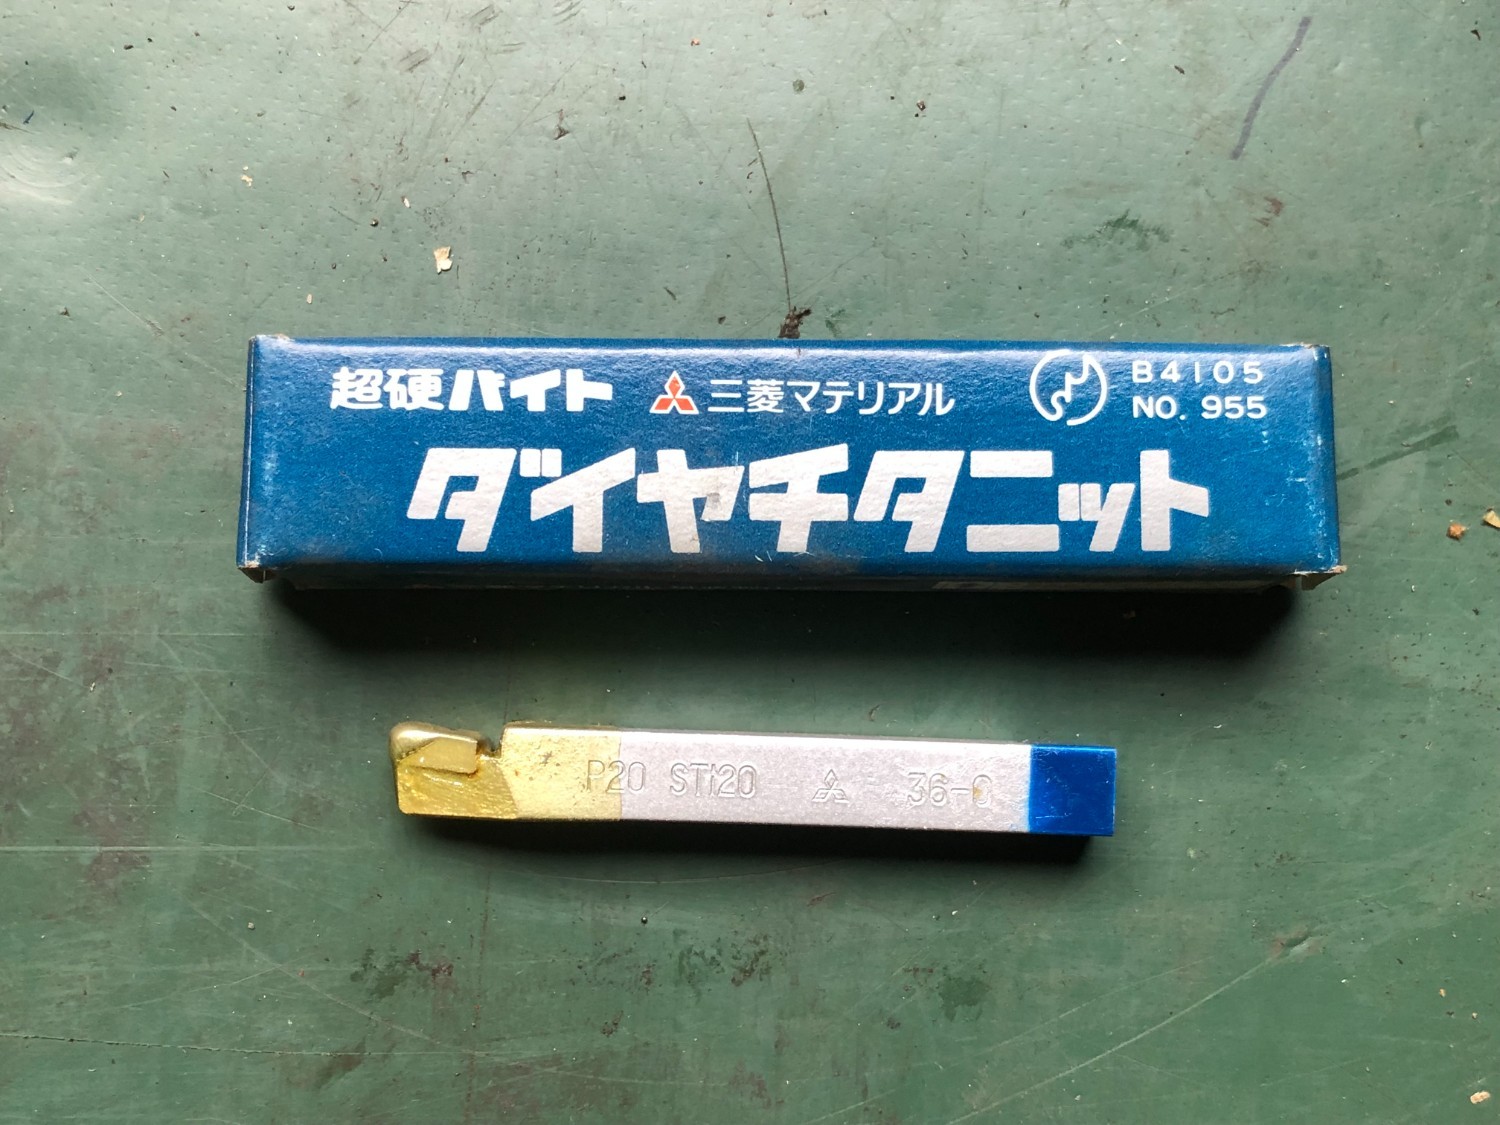 超硬バイト 三菱マテリアル B4105
NO. 955
ダイヤチタニット
P20 STi20 36-0